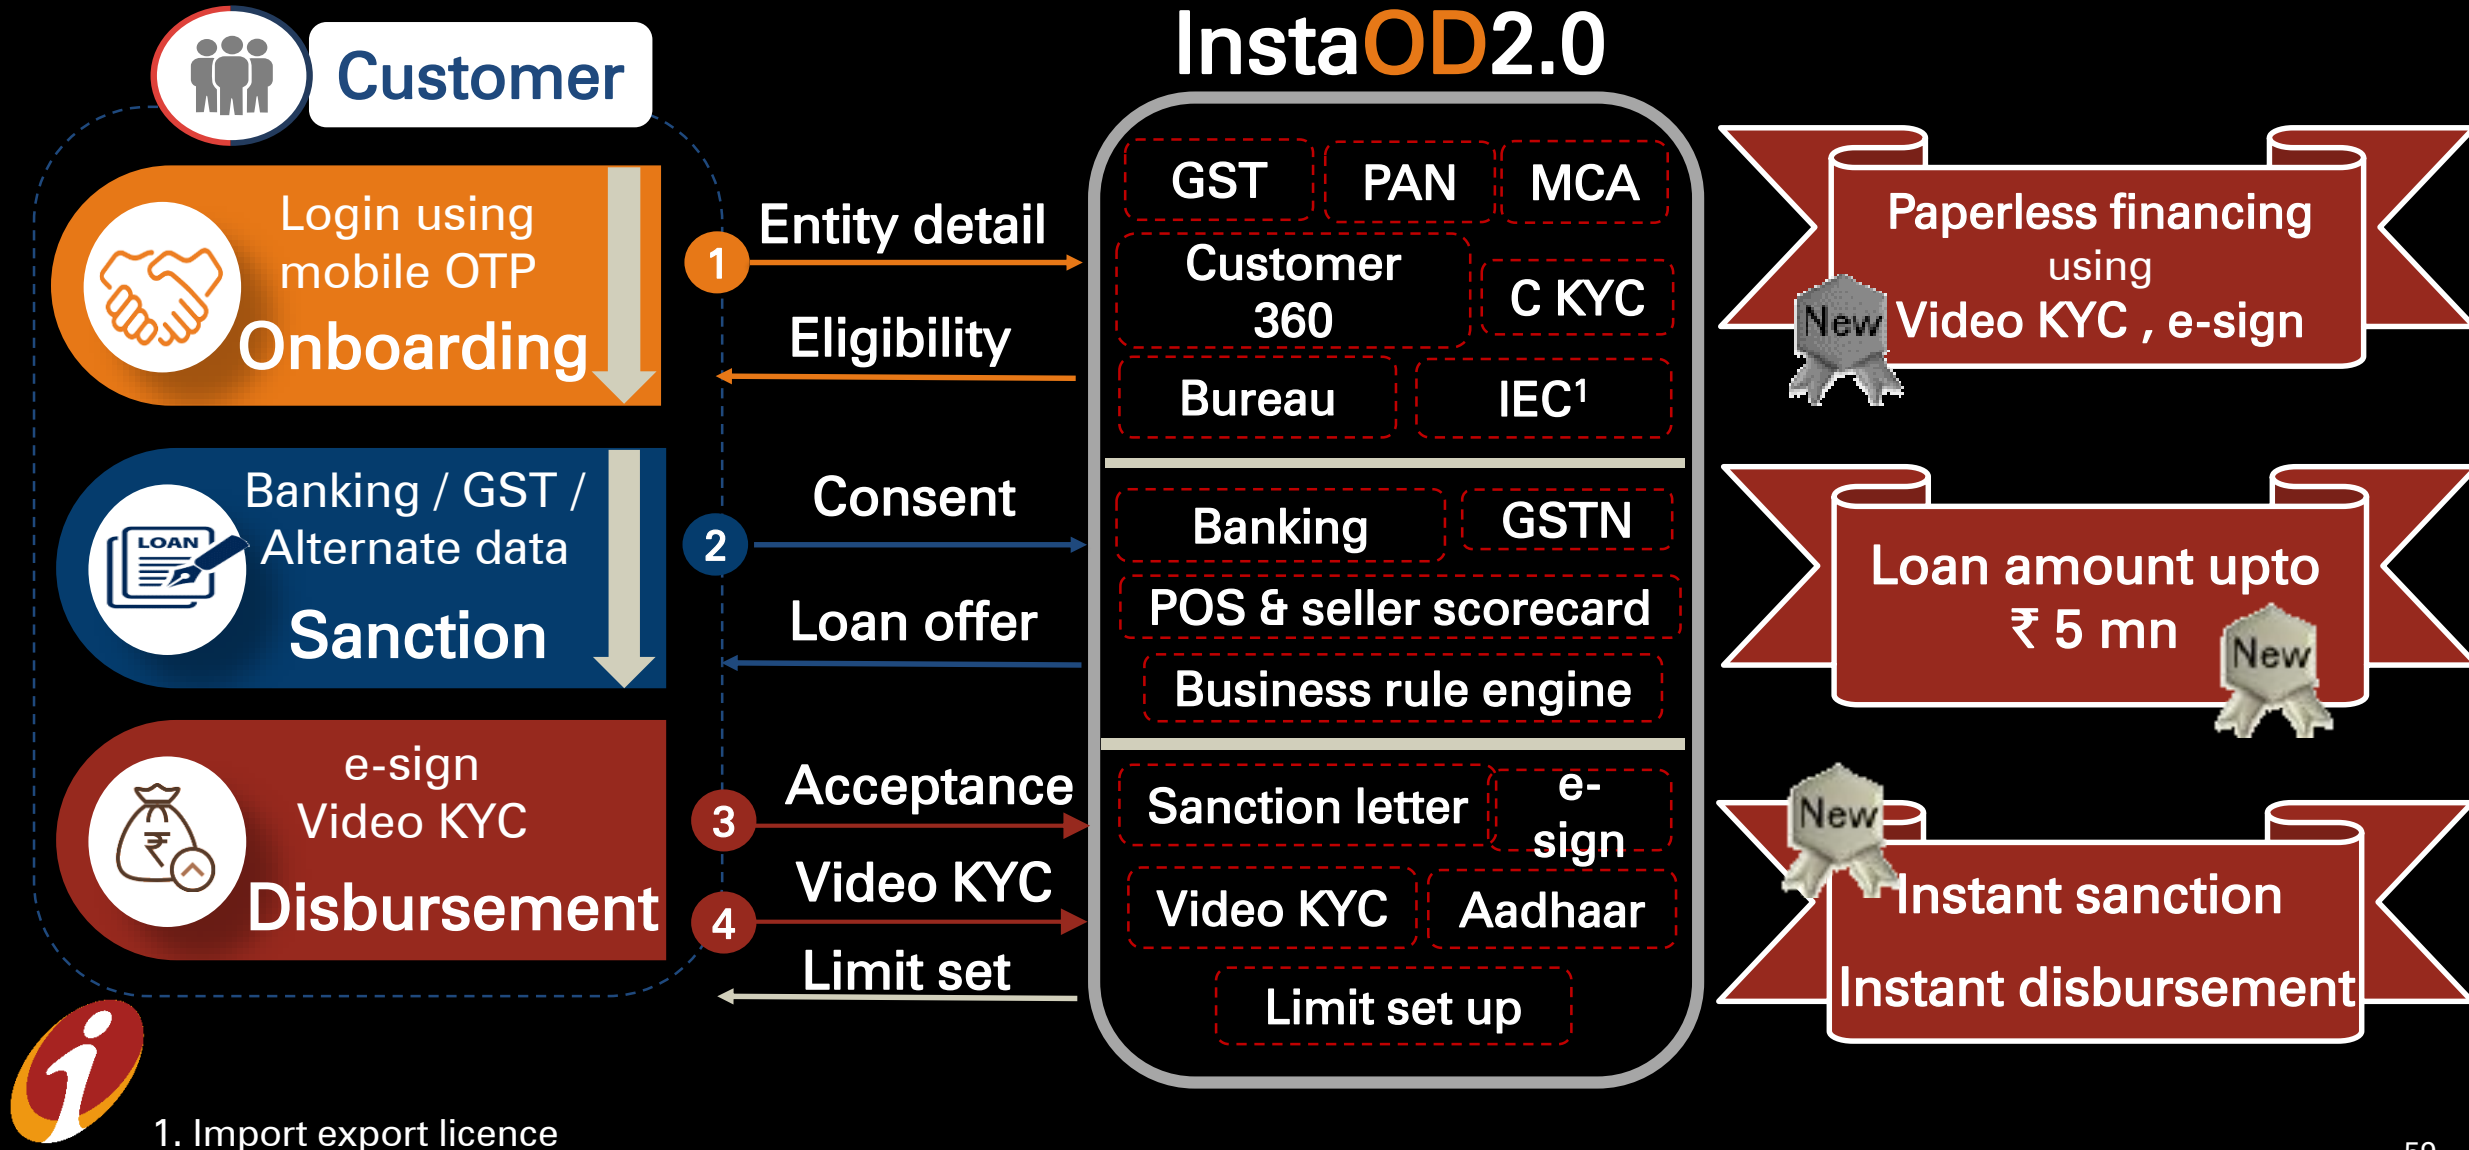 Customer
InstaOD2.0
Login using
mobile OTP
Onboarding
Banking / GST /
Alternate data
LOAN
Sanction
e-sign
Video KYC
₹
Disbursement
1
Entity detail
Eligibility
2
Consent
Loan offer
3
Acceptance
4
Video KYC
Limit set
GST
PAN
MCA
Customer
360
C KYC
Bureau
IEC¹
Banking
GSTN
POS & seller scorecard
Business rule engine
Sanction letter
e-
sign
Video KYC
Aadhaar
Limit set up
Paperless financing
using
Video KYC , e-sign
New
Loan amount upto
₹ 5 mn
New
New
Instant sanction
Instant disbursement
1. Import export licence